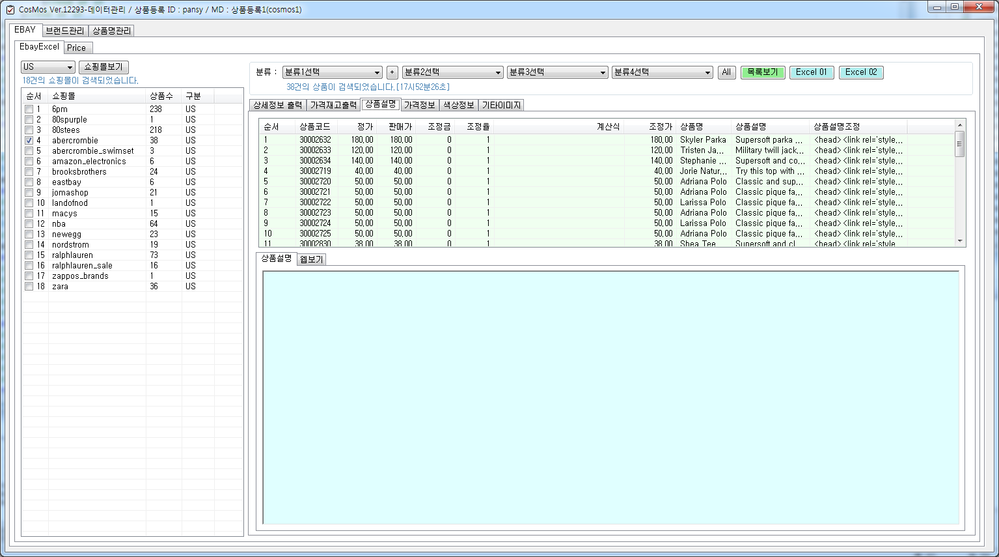 CosMos Ver.12293-데이터관리 / 상품등록 ID : pansy / MD : 상품등록1(cosmos1)
EBAY 브랜드관리 상품명관리
EbayExcel Price
US 쇼핑몰보기
18건의 쇼핑몰이 검색되었습니다.
순서 쇼핑몰 상품수 구분
1 6pm 238 US
2 80spurple 1 US
3 80stees 218 US
4 abercrombie 38 US
5 abercrombie_swimset 3 US
6 amazon_electronics 6 US
7 brooksbrothers 24 US
8 eastbay 6 US
9 jomashop 21 US
10 landofnod 1 US
11 macys 15 US
12 nba 64 US
13 newegg 23 US
14 nordstrom 19 US
15 ralphlauren 73 US
16 ralphlauren_sale 16 US
17 zappos_brands 1 US
18 zara 36 US
분류 : 분류1선택 + 분류2선택 분류3선택 분류4선택 All 목록보기 Excel 01 Excel 02
38건의 상품이 검색되었습니다.[17시52분26초]
상세정보 출력 가격재고출력 상품설명 가격정보 색상정보 기타이미지
순서 상품코드 정가 판매가 조정금 조정율 계산식 조정가 상품명 상품설명 상품설명조정
1 30002632 180.00 180.00 0 1 180.00 Skyler Parka Supersoft parka ... <head> <link rel='style...
2 30002633 120.00 120.00 0 1 120.00 Tristen Ja... Military twill jack... <head> <link rel='style...
3 30002634 140.00 140.00 0 1 140.00 Stephanie ... Supersoft and co... <head> <link rel='style...
4 30002719 40.00 40.00 0 1 40.00 Jorie Natur... Try this top with ... <head> <link rel='style...
5 30002720 50.00 50.00 0 1 50.00 Adriana Polo Classic and sup... <head> <link rel='style...
6 30002721 50.00 50.00 0 1 50.00 Adriana Polo Classic pique fa... <head> <link rel='style...
7 30002722 50.00 50.00 0 1 50.00 Larissa Polo Classic pique fa... <head> <link rel='style...
8 30002723 50.00 50.00 0 1 50.00 Adriana Polo Classic pique fa... <head> <link rel='style...
9 30002724 50.00 50.00 0 1 50.00 Larissa Polo Classic pique fa... <head> <link rel='style...
10 30002725 50.00 50.00 0 1 50.00 Adriana Polo Classic pique fa... <head> <link rel='style...
11 30002830 38.00 38.00 0 1 38.00 Shea Tee Supersoft and cl... <head> <link rel='style...
상품설명 웹보기